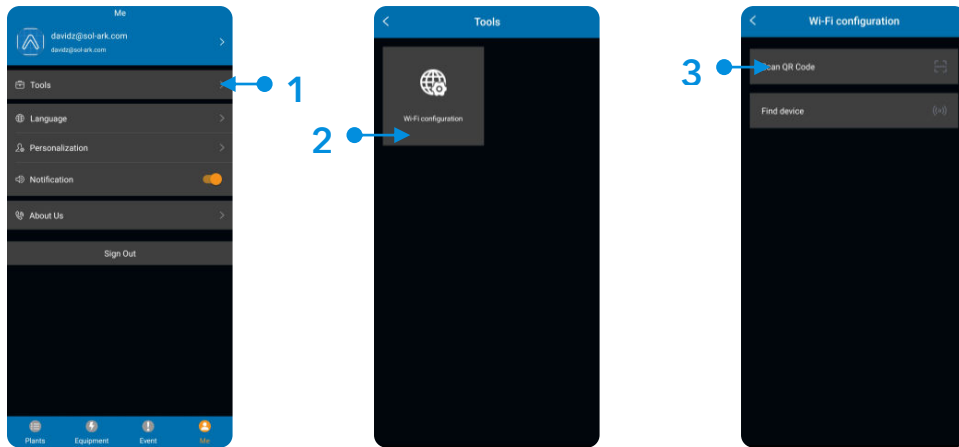 Me
davidz@sol-ark.com
davidz@sol-ark.com
Tools
1
Language
Personalization
Notification
About Us
Sign Out
Plants
Equipment
Event
Me
Tools
Wi-Fi configuration
2
Wi-Fi configuration
3
Scan QR Code
Find device